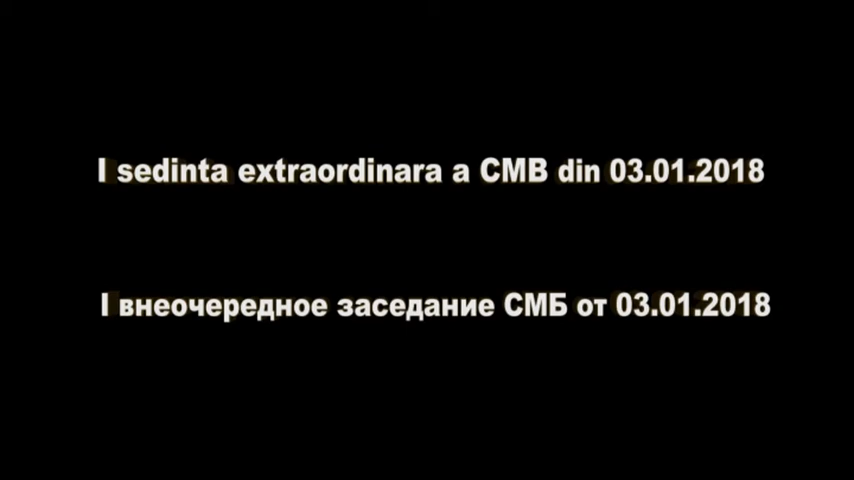 I sedinta extraordinara a CMB din 03.01.2018
I внеочередное заседание СМБ от 03.01.2018